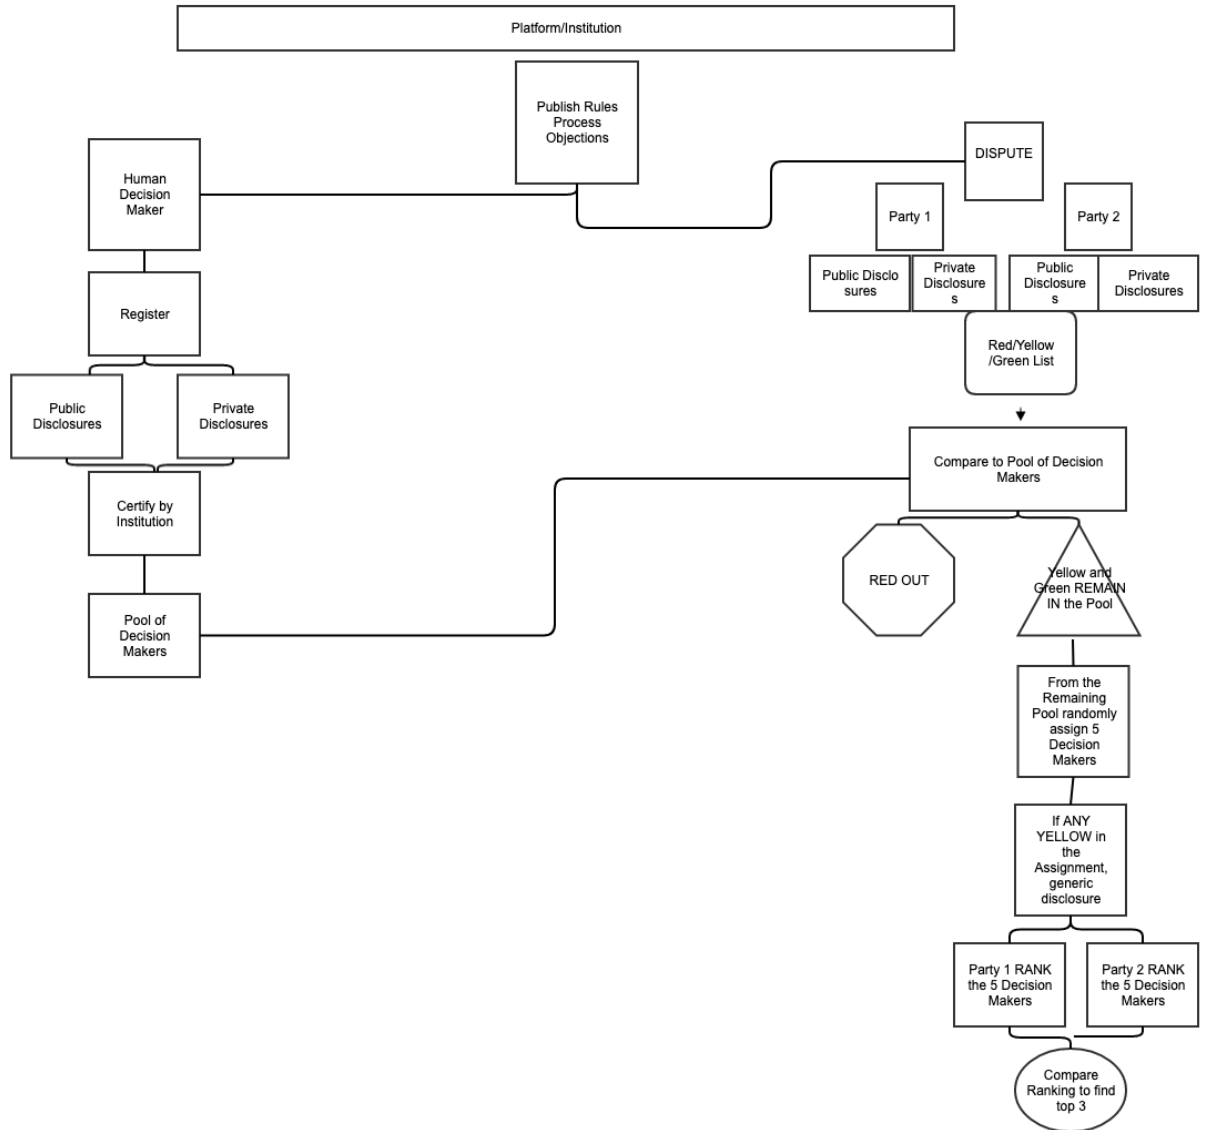 Platform/Institution
Publish Rules
Process
Objections
DISPUTE
Human
Decision
Maker
Party 1
Party 2
Public Disclo
sures
Private
Disclosure
s
Public
Disclosure
s
Private
Disclosures
Register
Red/Yellow
/Green List
Public
Disclosures
Private
Disclosures
Compare to Pool of Decision
Makers
Certify by
Institution
RED OUT
Yellow and
Green REMAIN
IN the Pool
Pool of
Decision
Makers
From the
Remaining
Pool randomly
assign 5
Decision
Makers
If ANY
YELLOW in
the
Assignment,
generic
disclosure
Party 1 RANK
the 5 Decision
Makers
Party 2 RANK
the 5 Decision
Makers
Compare
Ranking to find
top 3